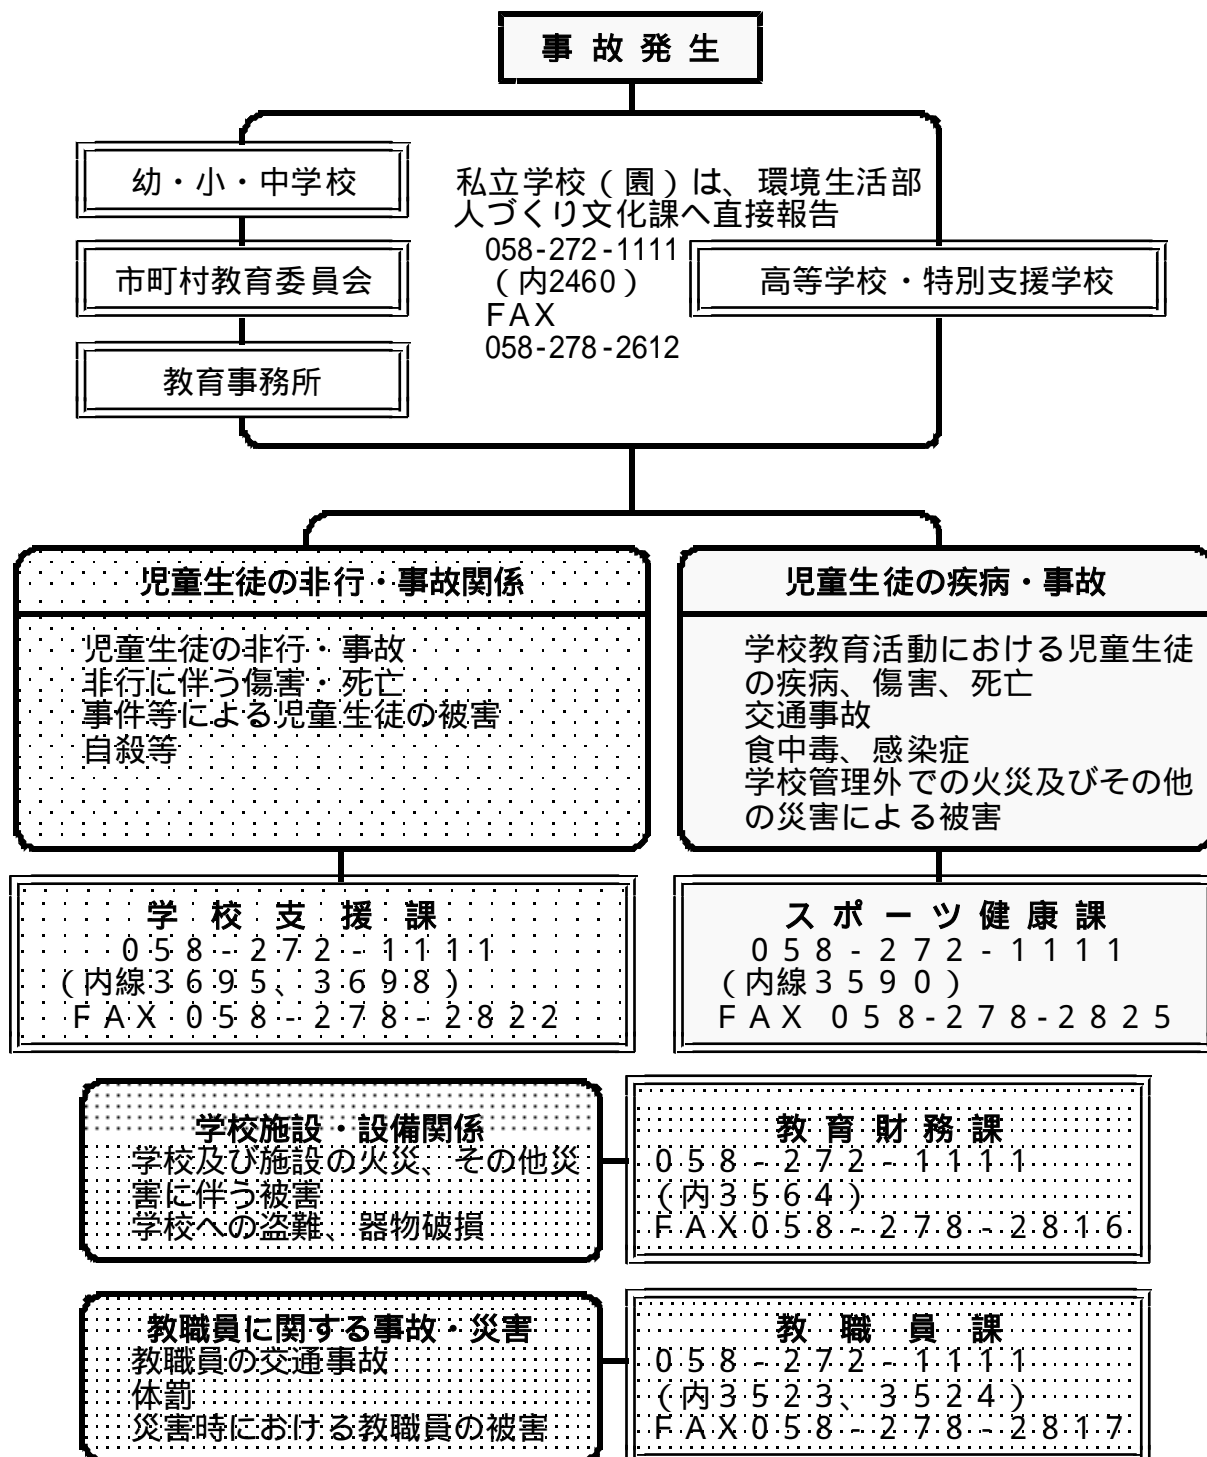 事故発生
幼・小・中学校
市町村教育委員会
教育事務所
私立学校（園）は、環境生活部
人づくり文化課へ直接報告
058-272-1111
（内2460）
FAX
058-278-2612
高等学校・特別支援学校
児童生徒の非行・事故関係
児童生徒の非行・事故
非行に伴う傷害・死亡
事件等による児童生徒の被害
自殺等
児童生徒の疾病・事故
学校教育活動における児童生徒
の疾病、傷害、死亡
交通事故
食中毒、感染症
学校管理外での火災及びその他
の災害による被害
学校支援課
０５８-２７２-１１１１
（内線３６９５、３６９８）
ＦＡＸ ０５８-２７８-２８２２
スポーツ健康課
０５８-２７２-１１１１
（内線３５９０）
ＦＡＸ ０５８-２７８-２８２５
学校施設・設備関係
学校及び施設の火災、その他災
害に伴う被害
学校への盗難、器物破損
教育財務課
０５８-２７２-１１１１
（内３５６４）
ＦＡＸ０５８-２７８-２８１６
教職員に関する事故・災害
教職員の交通事故
体罰
災害時における教職員の被害
教職員課
０５８-２７２-１１１１
（内３５２３、３５２４）
ＦＡＸ０５８-２７８-２８１７